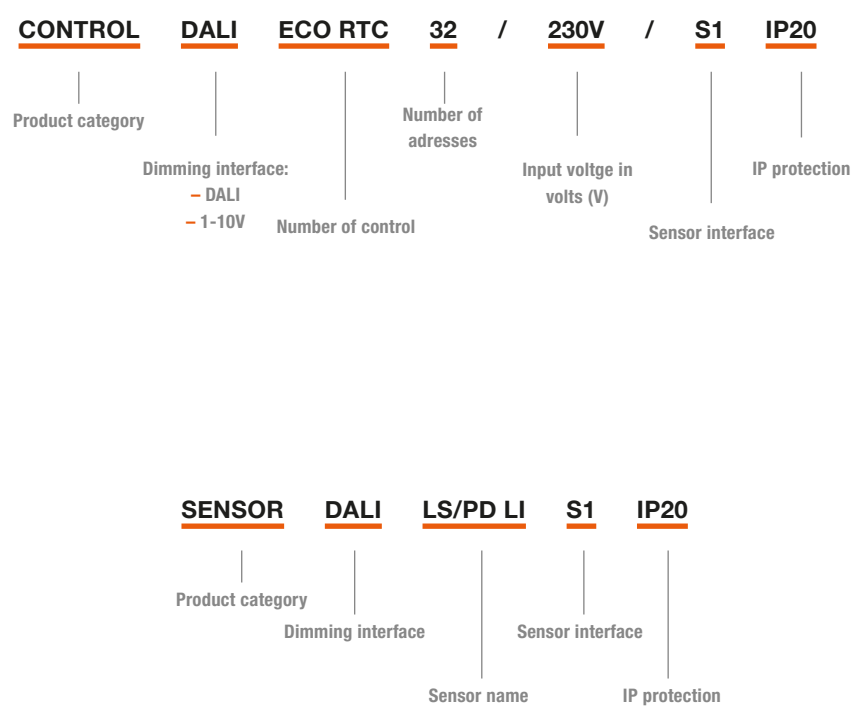 CONTROL DALI ECO RTC 32 / 230V / S1 IP20
Product category
Number of
adresses
Dimming interface:
– DALI
– 1-10V
Number of control
Input voltge in
volts (V)
Sensor interface
IP protection
SENSOR DALI LS/PD LI S1 IP20
Product category
Dimming interface
Sensor name
Sensor interface
IP protection